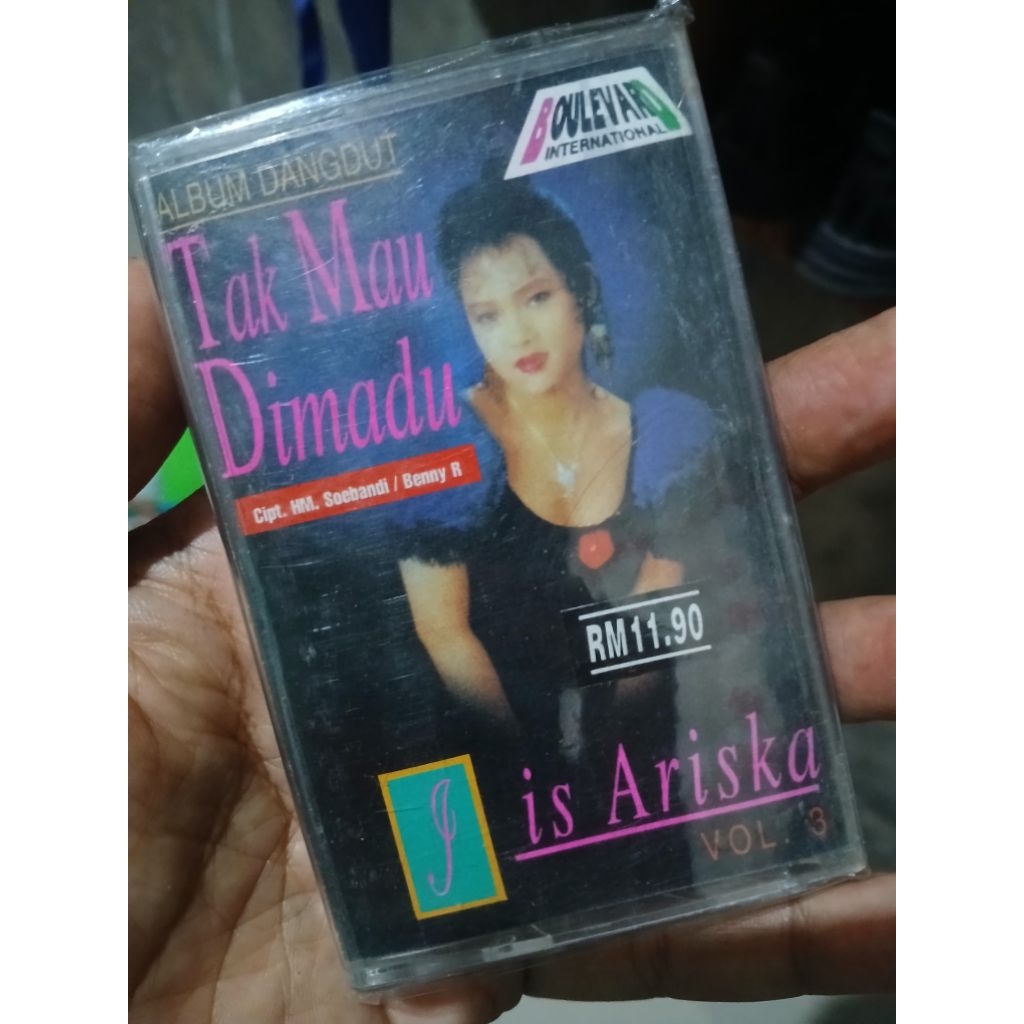 BOULEVARD
INTERNATIONAL
ALBUM DANGDUT
Tak Mau
Dimadu
Cipt. HM. Soebandi / Benny R
RM11.90
I is Ariska
VOL. 3